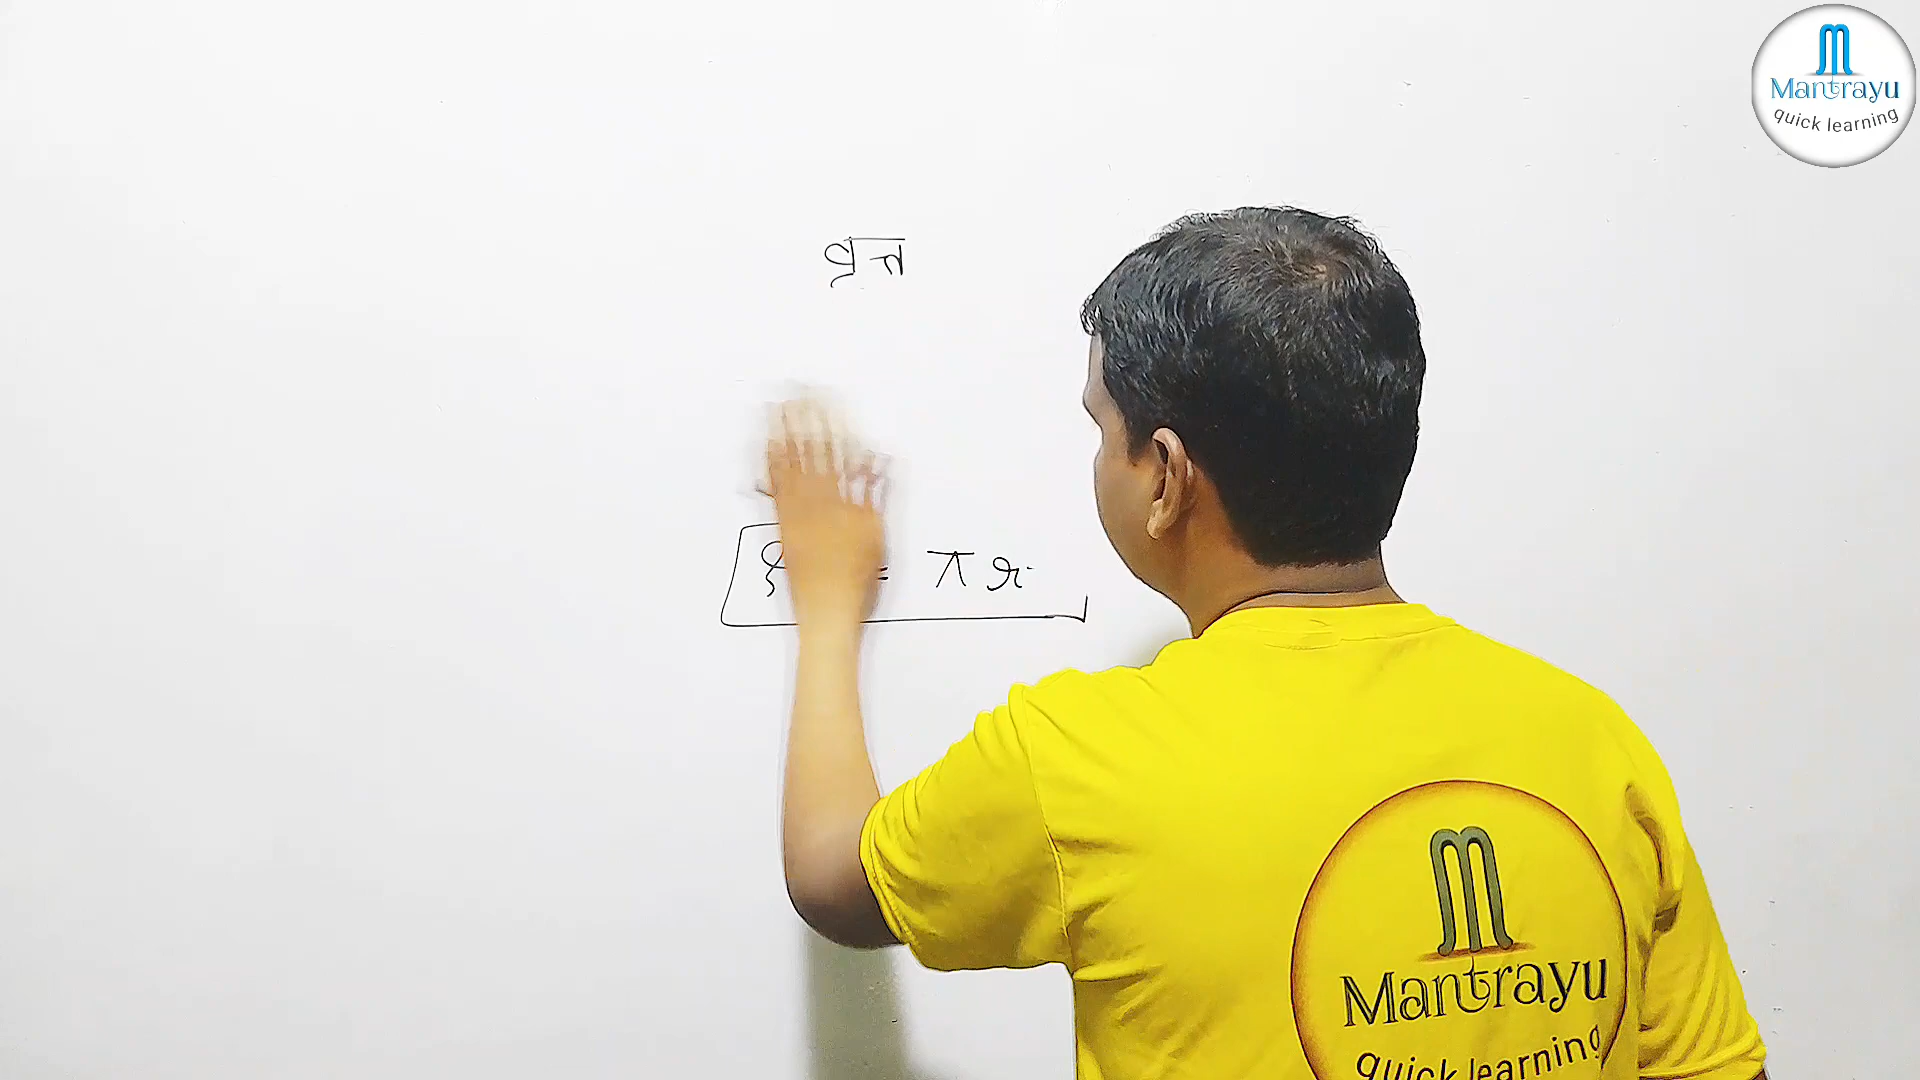 Mantrayu
quick learning
वृत्त
= πr
Mantrayu
quick learning